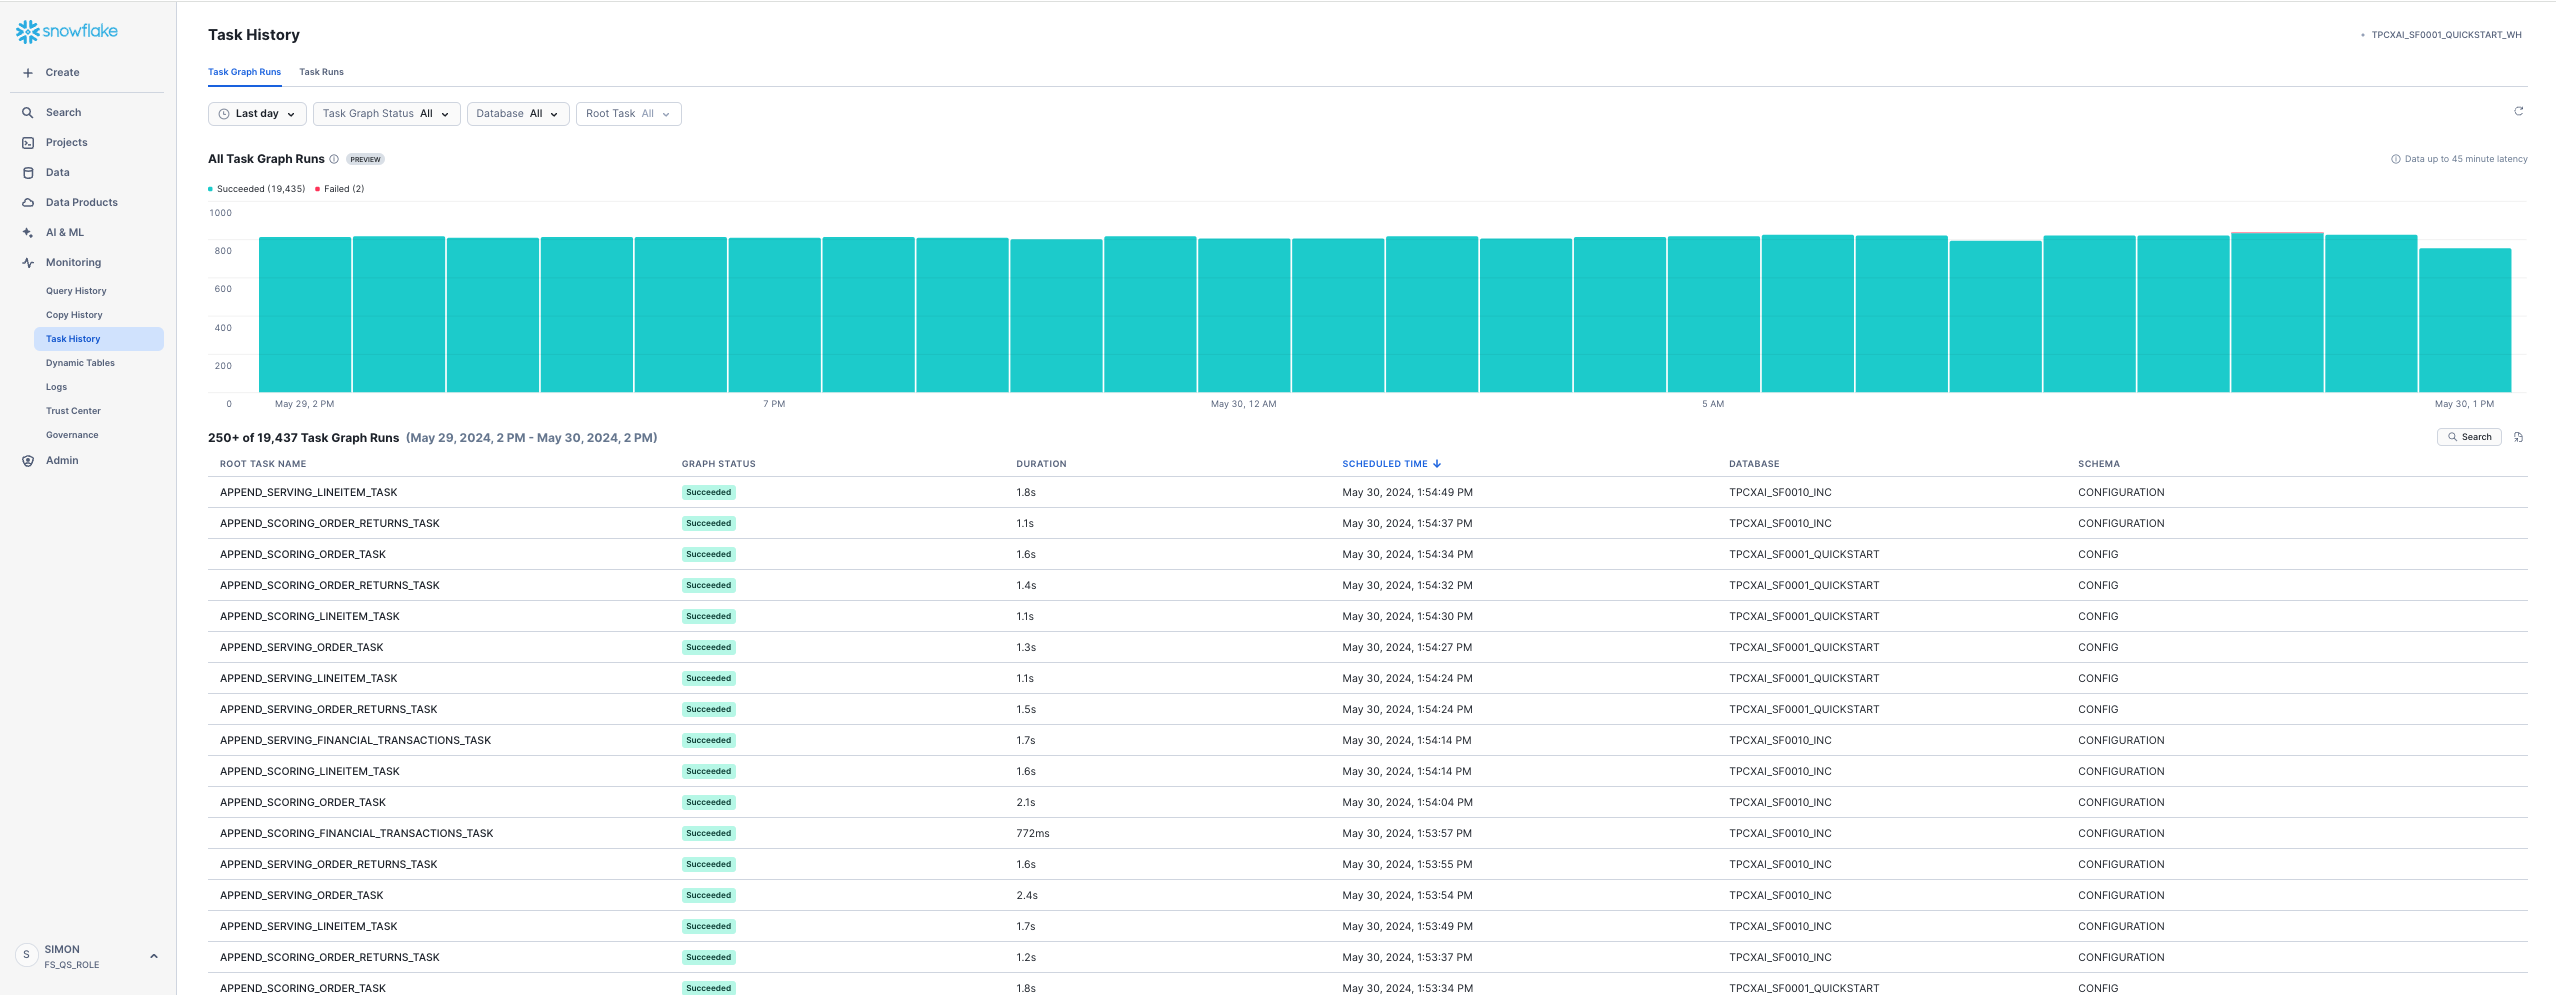 snowflake
Create
Search
Projects
Data
Data Products
AI & ML
Monitoring
Query History
Copy History
Task History
Dynamic Tables
Logs
Trust Center
Governance
Admin
S SIMON
FS_QS_ROLE
Task History
TPCXAI_SF0001_QUICKSTART_WH
Task Graph Runs Task Runs
Last day Task Graph Status All Database All Root Task All
All Task Graph Runs PREVIEW Data up to 45 minute latency
Succeeded (19,435) Failed (2)
1000
800
600
400
200
0
May 29, 2 PM 7 PM May 30, 12 AM 5 AM May 30, 1 PM
250+ of 19,437 Task Graph Runs (May 29, 2024, 2 PM - May 30, 2024, 2 PM) Search
ROOT TASK NAME GRAPH STATUS DURATION SCHEDULED TIME DATABASE SCHEMA
APPEND_SERVING_LINEITEM_TASK Succeeded 1.8s May 30, 2024, 1:54:49 PM TPCXAI_SF0010_INC CONFIGURATION
APPEND_SCORING_ORDER_RETURNS_TASK Succeeded 1.1s May 30, 2024, 1:54:37 PM TPCXAI_SF0010_INC CONFIGURATION
APPEND_SCORING_ORDER_TASK Succeeded 1.6s May 30, 2024, 1:54:34 PM TPCXAI_SF0001_QUICKSTART CONFIG
APPEND_SCORING_ORDER_RETURNS_TASK Succeeded 1.4s May 30, 2024, 1:54:32 PM TPCXAI_SF0001_QUICKSTART CONFIG
APPEND_SCORING_LINEITEM_TASK Succeeded 1.1s May 30, 2024, 1:54:30 PM TPCXAI_SF0001_QUICKSTART CONFIG
APPEND_SERVING_ORDER_TASK Succeeded 1.3s May 30, 2024, 1:54:27 PM TPCXAI_SF0001_QUICKSTART CONFIG
APPEND_SERVING_LINEITEM_TASK Succeeded 1.1s May 30, 2024, 1:54:24 PM TPCXAI_SF0001_QUICKSTART CONFIG
APPEND_SERVING_ORDER_RETURNS_TASK Succeeded 1.5s May 30, 2024, 1:54:24 PM TPCXAI_SF0001_QUICKSTART CONFIG
APPEND_SERVING_FINANCIAL_TRANSACTIONS_TASK Succeeded 1.7s May 30, 2024, 1:54:14 PM TPCXAI_SF0010_INC CONFIGURATION
APPEND_SCORING_LINEITEM_TASK Succeeded 1.6s May 30, 2024, 1:54:14 PM TPCXAI_SF0010_INC CONFIGURATION
APPEND_SCORING_ORDER_TASK Succeeded 2.1s May 30, 2024, 1:54:04 PM TPCXAI_SF0010_INC CONFIGURATION
APPEND_SCORING_FINANCIAL_TRANSACTIONS_TASK Succeeded 772ms May 30, 2024, 1:53:57 PM TPCXAI_SF0010_INC CONFIGURATION
APPEND_SERVING_ORDER_RETURNS_TASK Succeeded 1.6s May 30, 2024, 1:53:55 PM TPCXAI_SF0010_INC CONFIGURATION
APPEND_SERVING_ORDER_TASK Succeeded 2.4s May 30, 2024, 1:53:54 PM TPCXAI_SF0010_INC CONFIGURATION
APPEND_SERVING_LINEITEM_TASK Succeeded 1.7s May 30, 2024, 1:53:49 PM TPCXAI_SF0010_INC CONFIGURATION
APPEND_SCORING_ORDER_RETURNS_TASK Succeeded 1.2s May 30, 2024, 1:53:37 PM TPCXAI_SF0010_INC CONFIGURATION
APPEND_SCORING_ORDER_TASK Succeeded 1.8s May 30, 2024, 1:53:34 PM TPCXAI_SF0001_QUICKSTART CONFIG